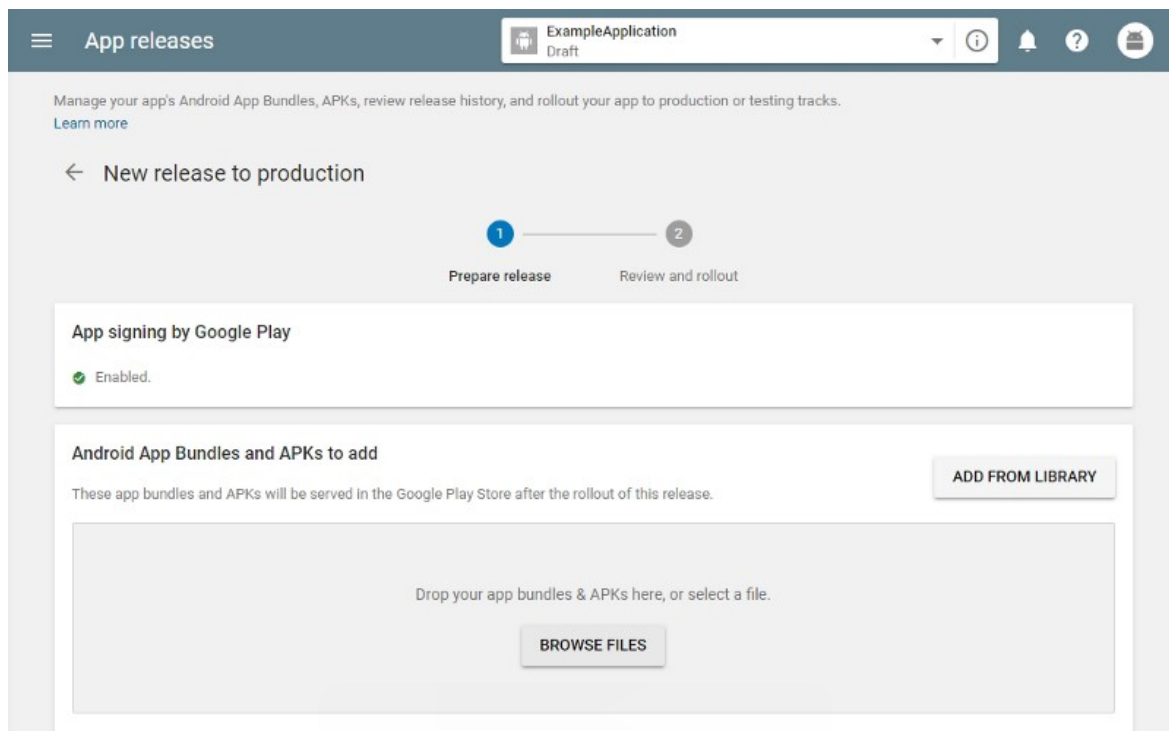 App releases
ExampleApplication
Draft
Manage your app's Android App Bundles, APKs, review release history, and rollout your app to production or testing tracks.
Learn more
New release to production
1
2
Prepare release
Review and rollout
App signing by Google Play
Enabled.
Android App Bundles and APKs to add
ADD FROM LIBRARY
These app bundles and APKs will be served in the Google Play Store after the rollout of this release.
Drop your app bundles & APKs here, or select a file.
BROWSE FILES